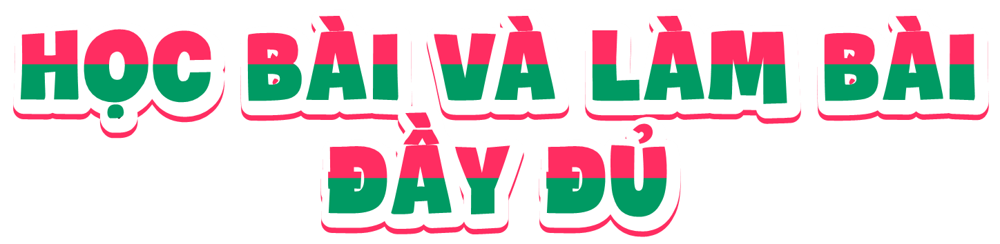 HỌC BÀI VÀ LÀM BÀI
ĐẦY ĐỦ